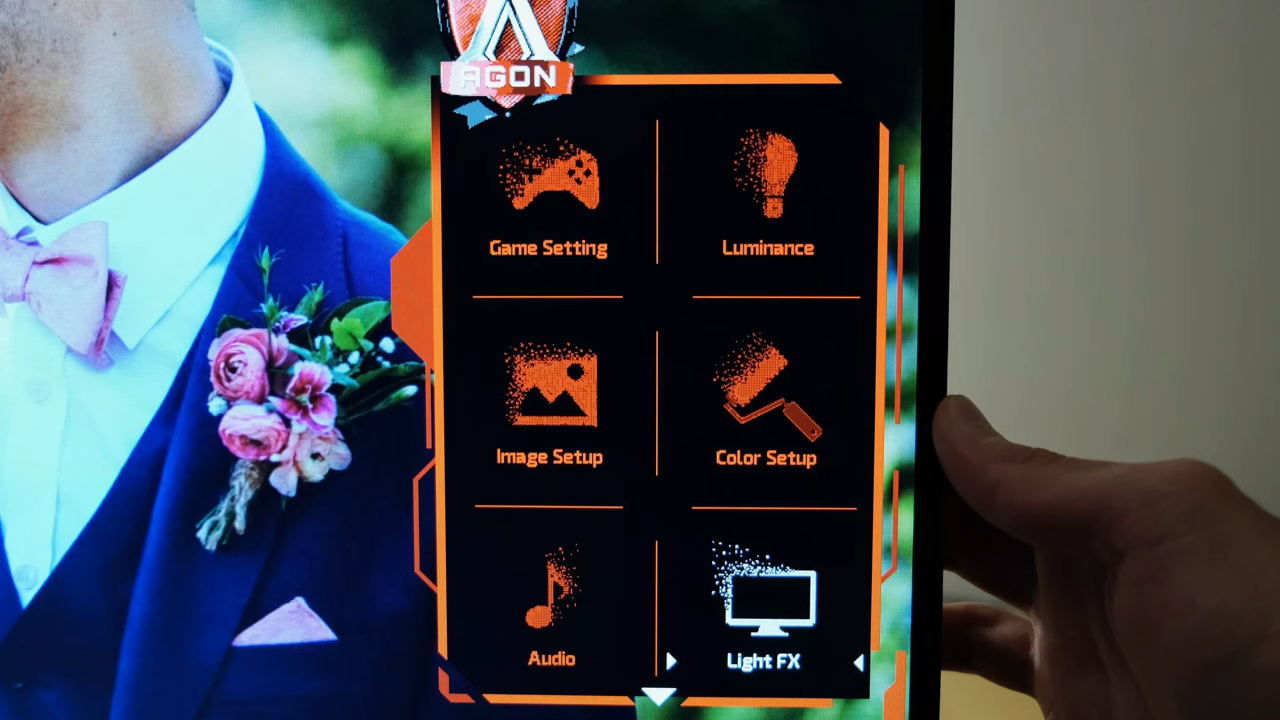 AGON
Game Setting
Luminance
Image Setup
Color Setup
Audio
Light FX